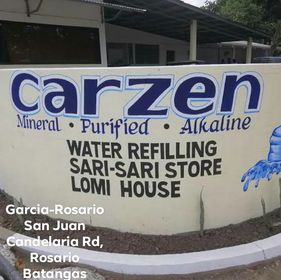 carzen
Mineral • Purified • Alkaline
WATER REFILLING
SARI-SARI STORE
LOMI HOUSE
Garcia-Rosario
San Juan
Candelaria Rd,
Rosario
Batangas